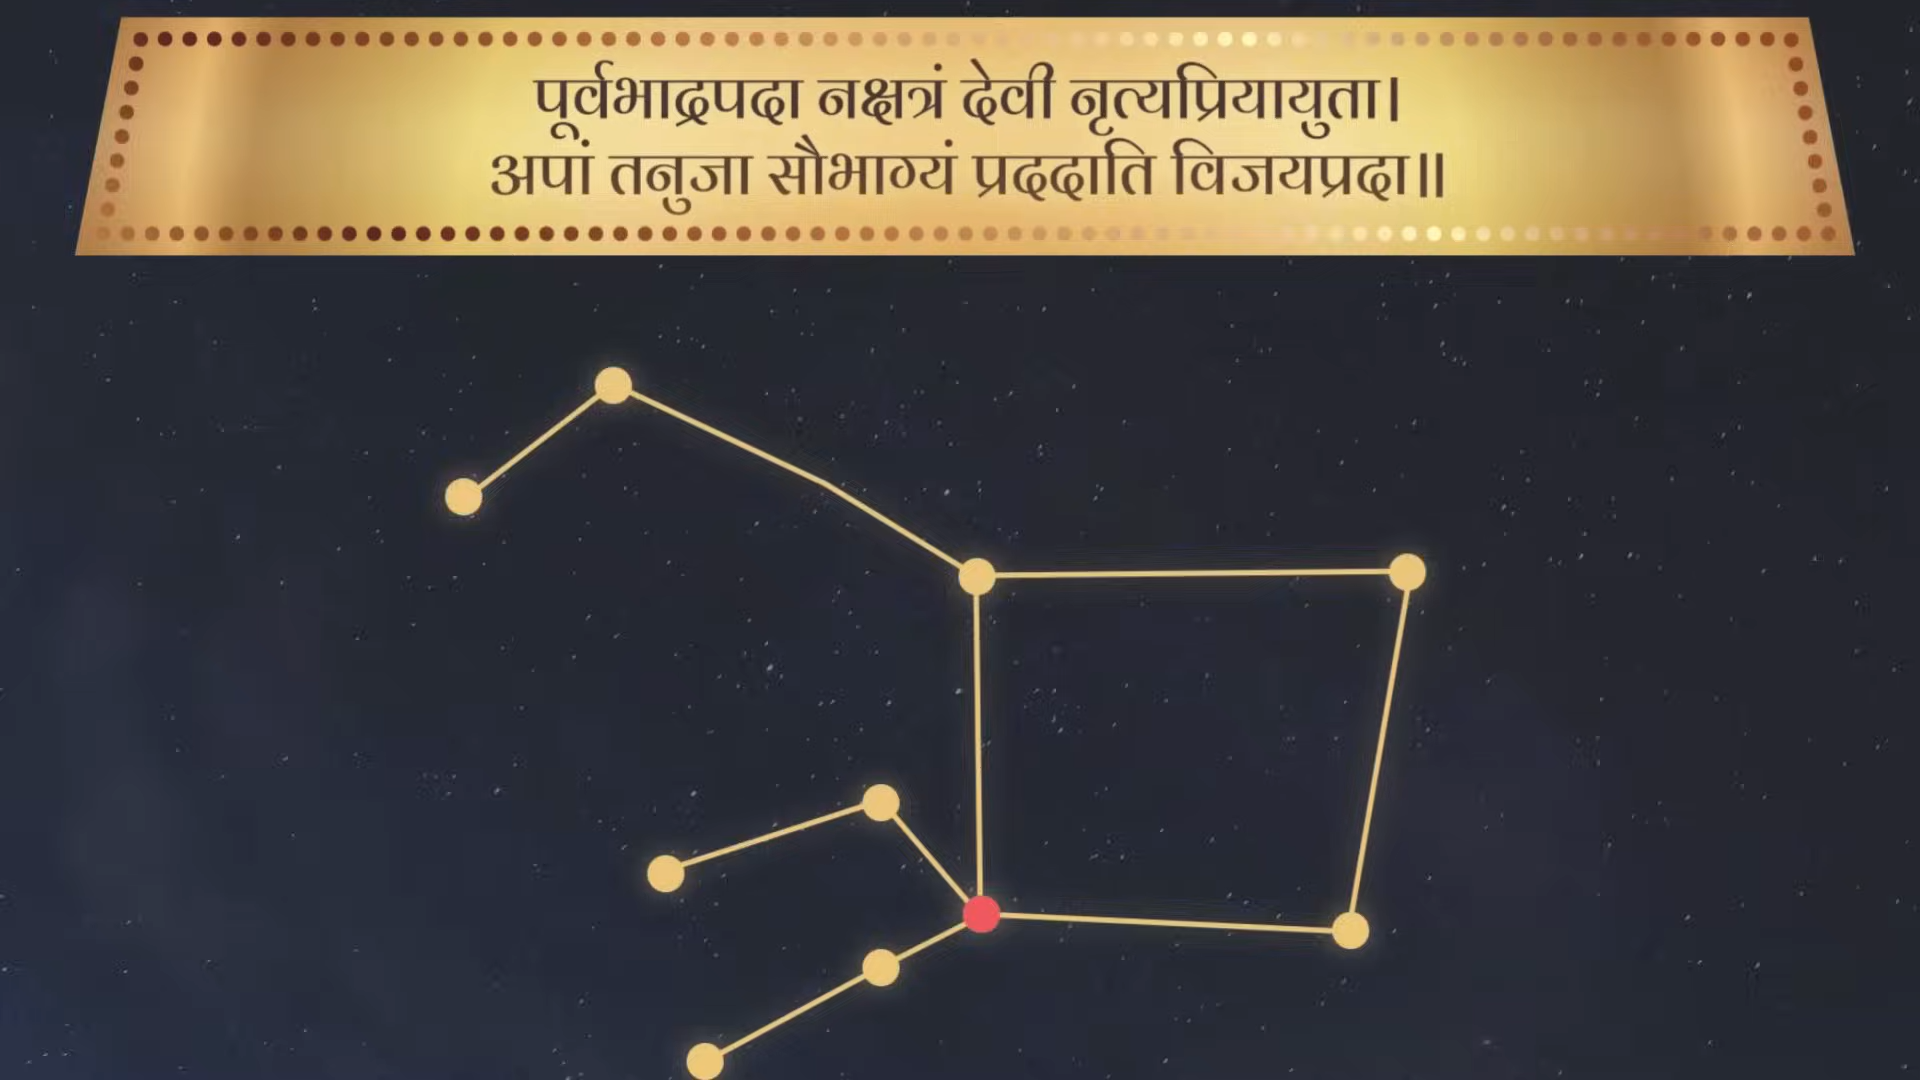 पूर्वभाद्रपदा नक्षत्रं देवी नृत्यप्रियायुता।
अपां तनुजा सौभाग्यं प्रददाति विजयप्रदा॥